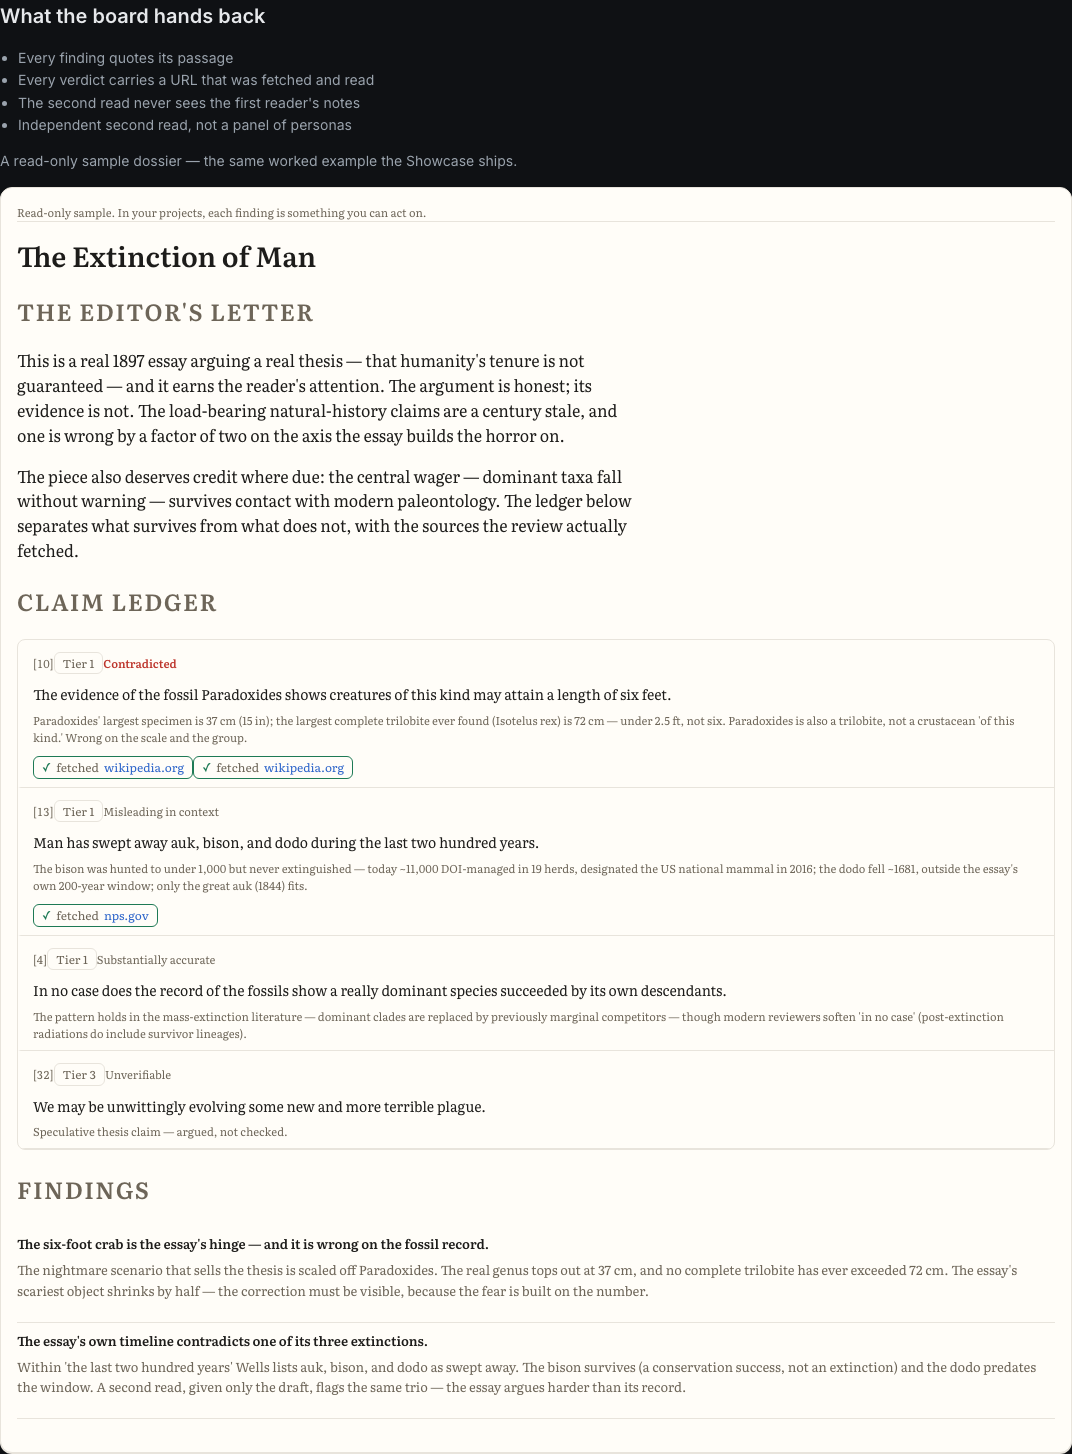 What the board hands back
Every finding quotes its passage
Every verdict carries a URL that was fetched and read
The second read never sees the first reader's notes
Independent second read, not a panel of personas
A read-only sample dossier — the same worked example the Showcase ships.
Read-only sample. In your projects, each finding is something you can act on.
The Extinction of Man
THE EDITOR'S LETTER
This is a real 1897 essay arguing a real thesis — that humanity's tenure is not
guaranteed — and it earns the reader's attention. The argument is honest; its
evidence is not. The load-bearing natural-history claims are a century stale, and
one is wrong by a factor of two on the axis the essay builds the horror on.
The piece also deserves credit where due: the central wager — dominant taxa fall
without warning — survives contact with modern paleontology. The ledger below
separates what survives from what does not, with the sources the review actually
fetched.
CLAIM LEDGER
[10] Tier 1 Contradicted
The evidence of the fossil Paradoxides shows creatures of this kind may attain a length of six feet.
Paradoxides' largest specimen is 37 cm (15 in); the largest complete trilobite ever found (Isotelus rex) is 72 cm — under 2.5 ft, not six. Paradoxides is also a trilobite, not a crustacean 'of this
kind.' Wrong on the scale and the group.
✓ fetched wikipedia.org ✓ fetched wikipedia.org
[13] Tier 1 Misleading in context
Man has swept away auk, bison, and dodo during the last two hundred years.
The bison was hunted to under 1,000 but never extinguished — today ~11,000 DOI-managed in 19 herds, designated the US national mammal in 2016; the dodo fell ~1681, outside the essay's
own 200-year window; only the great auk (1844) fits.
✓ fetched nps.gov
[4] Tier 1 Substantially accurate
In no case does the record of the fossils show a really dominant species succeeded by its own descendants.
The pattern holds in the mass-extinction literature — dominant clades are replaced by previously marginal competitors — though modern reviewers soften 'in no case' (post-extinction
radiations do include survivor lineages).
[32] Tier 3 Unverifiable
We may be unwittingly evolving some new and more terrible plague.
Speculative thesis claim — argued, not checked.
FINDINGS
The six-foot crab is the essay's hinge — and it is wrong on the fossil record.
The nightmare scenario that sells the thesis is scaled off Paradoxides. The real genus tops out at 37 cm, and no complete trilobite has ever exceeded 72 cm. The essay's
scariest object shrinks by half — the correction must be visible, because the fear is built on the number.
The essay's own timeline contradicts one of its three extinctions.
Within 'the last two hundred years' Wells lists auk, bison, and dodo as swept away. The bison survives (a conservation success, not an extinction) and the dodo predates
the window. A second read, given only the draft, flags the same trio — the essay argues harder than its record.